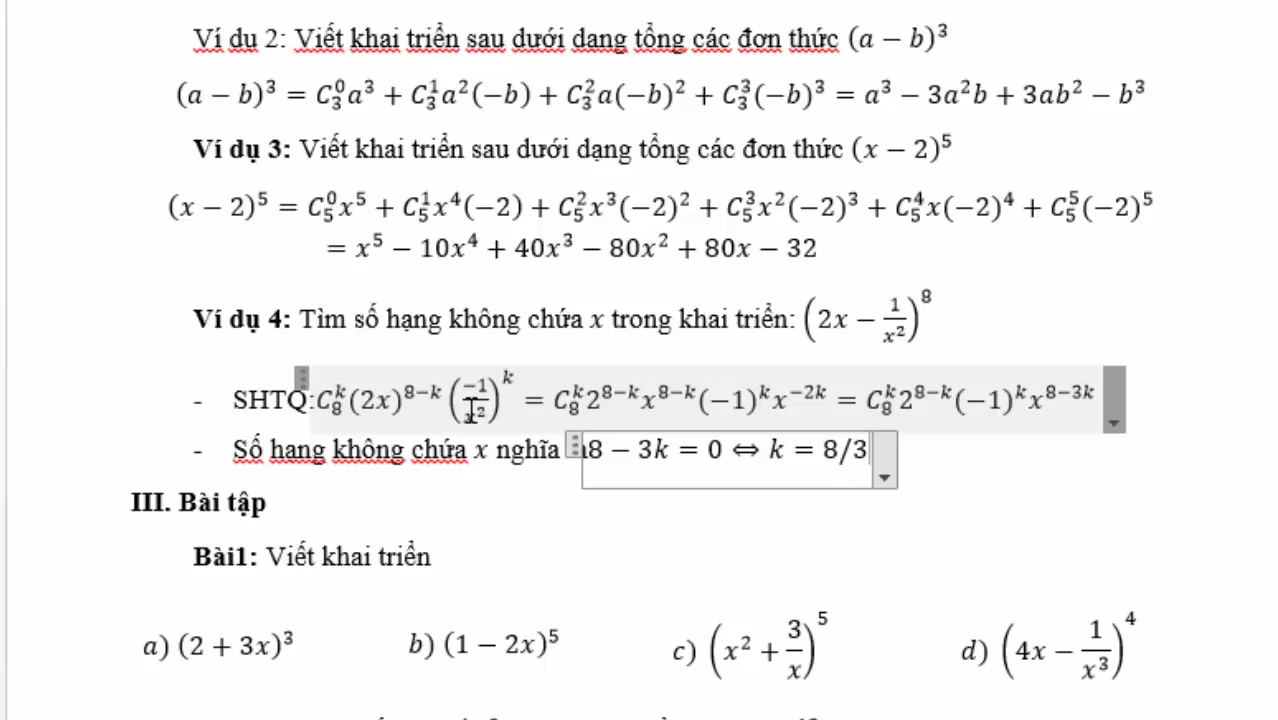 Ví dụ 2: Viết khai triển sau dưới dạng tổng các đơn thức (a − b)³
(a − b)³ = C₃⁰a³ + C₃¹a²(−b) + C₃²a(−b)² + C₃³(−b)³ = a³ − 3a²b + 3ab² − b³
Ví dụ 3: Viết khai triển sau dưới dạng tổng các đơn thức (x − 2)⁵
(x − 2)⁵ = C₅⁰x⁵ + C₅¹x⁴(−2) + C₅²x³(−2)² + C₅³x²(−2)³ + C₅⁴x(−2)⁴ + C₅⁵(−2)⁵
= x⁵ − 10x⁴ + 40x³ − 80x² + 80x − 32
Ví dụ 4: Tìm số hạng không chứa x trong khai triển: (2x − 1/x²)⁸
- SHTQ: C₈ᵏ(2x)⁸⁻ᵏ(−1/x²)ᵏ = C₈ᵏ2⁸⁻ᵏx⁸⁻ᵏ(−1)ᵏx⁻²ᵏ = C₈ᵏ2⁸⁻ᵏ(−1)ᵏx⁸⁻³ᵏ
- Số hạng không chứa x nghĩa 8 − 3k = 0 ⇔ k = 8/3
III. Bài tập
Bài1: Viết khai triển
a) (2 + 3x)³ b) (1 − 2x)⁵ c) (x² + 3/x)⁵ d) (4x − 1/x³)⁴